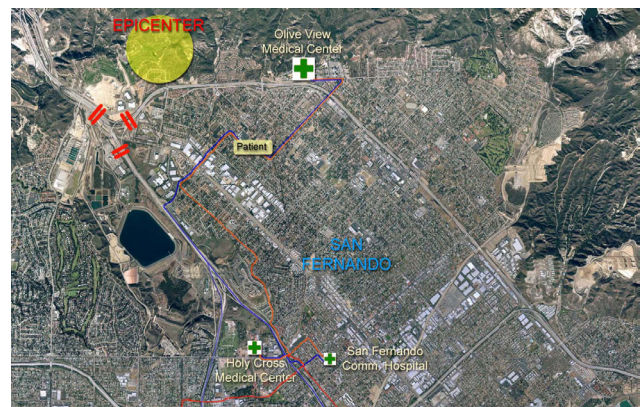 EPICENTER
Olive View
Medical Center
Patient
SAN
FERNANDO
Holy Cross
Medical Center
San Fernando
Comm. Hospital